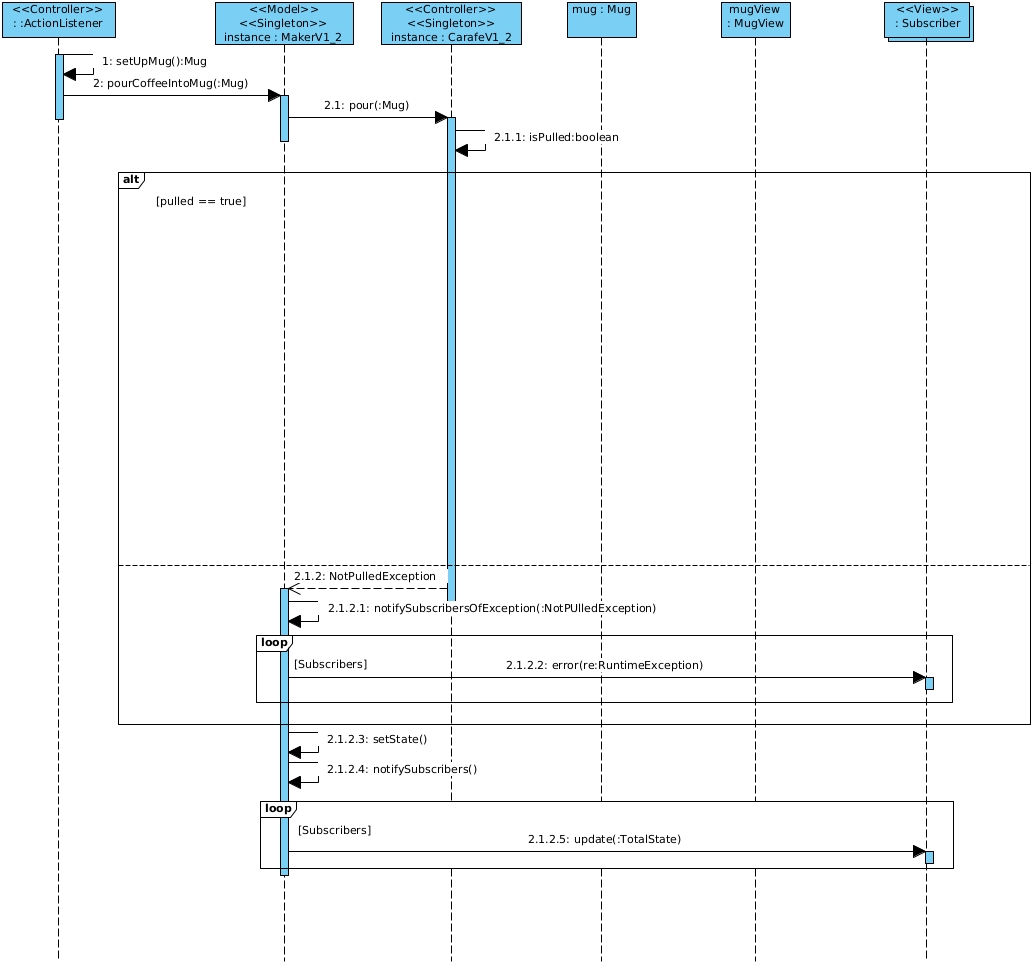 <<Controller>>
: :ActionListener
<<Model>>
<<Singleton>>
instance : MakerV1_2
<<Controller>>
<<Singleton>>
instance : CarafeV1_2
mug : Mug
mugView
: MugView
<<View>>
: Subscriber
1: setUpMug():Mug
2: pourCoffeeIntoMug(:Mug)
2.1: pour(:Mug)
2.1.1: isPulled:boolean
alt
[pulled == true]
2.1.2: NotPulledException
2.1.2.1: notifySubscribersOfException(:NotPUlledException)
loop
[Subscribers]
2.1.2.2: error(re:RuntimeException)
2.1.2.3: setState()
2.1.2.4: notifySubscribers()
loop
[Subscribers]
2.1.2.5: update(:TotalState)